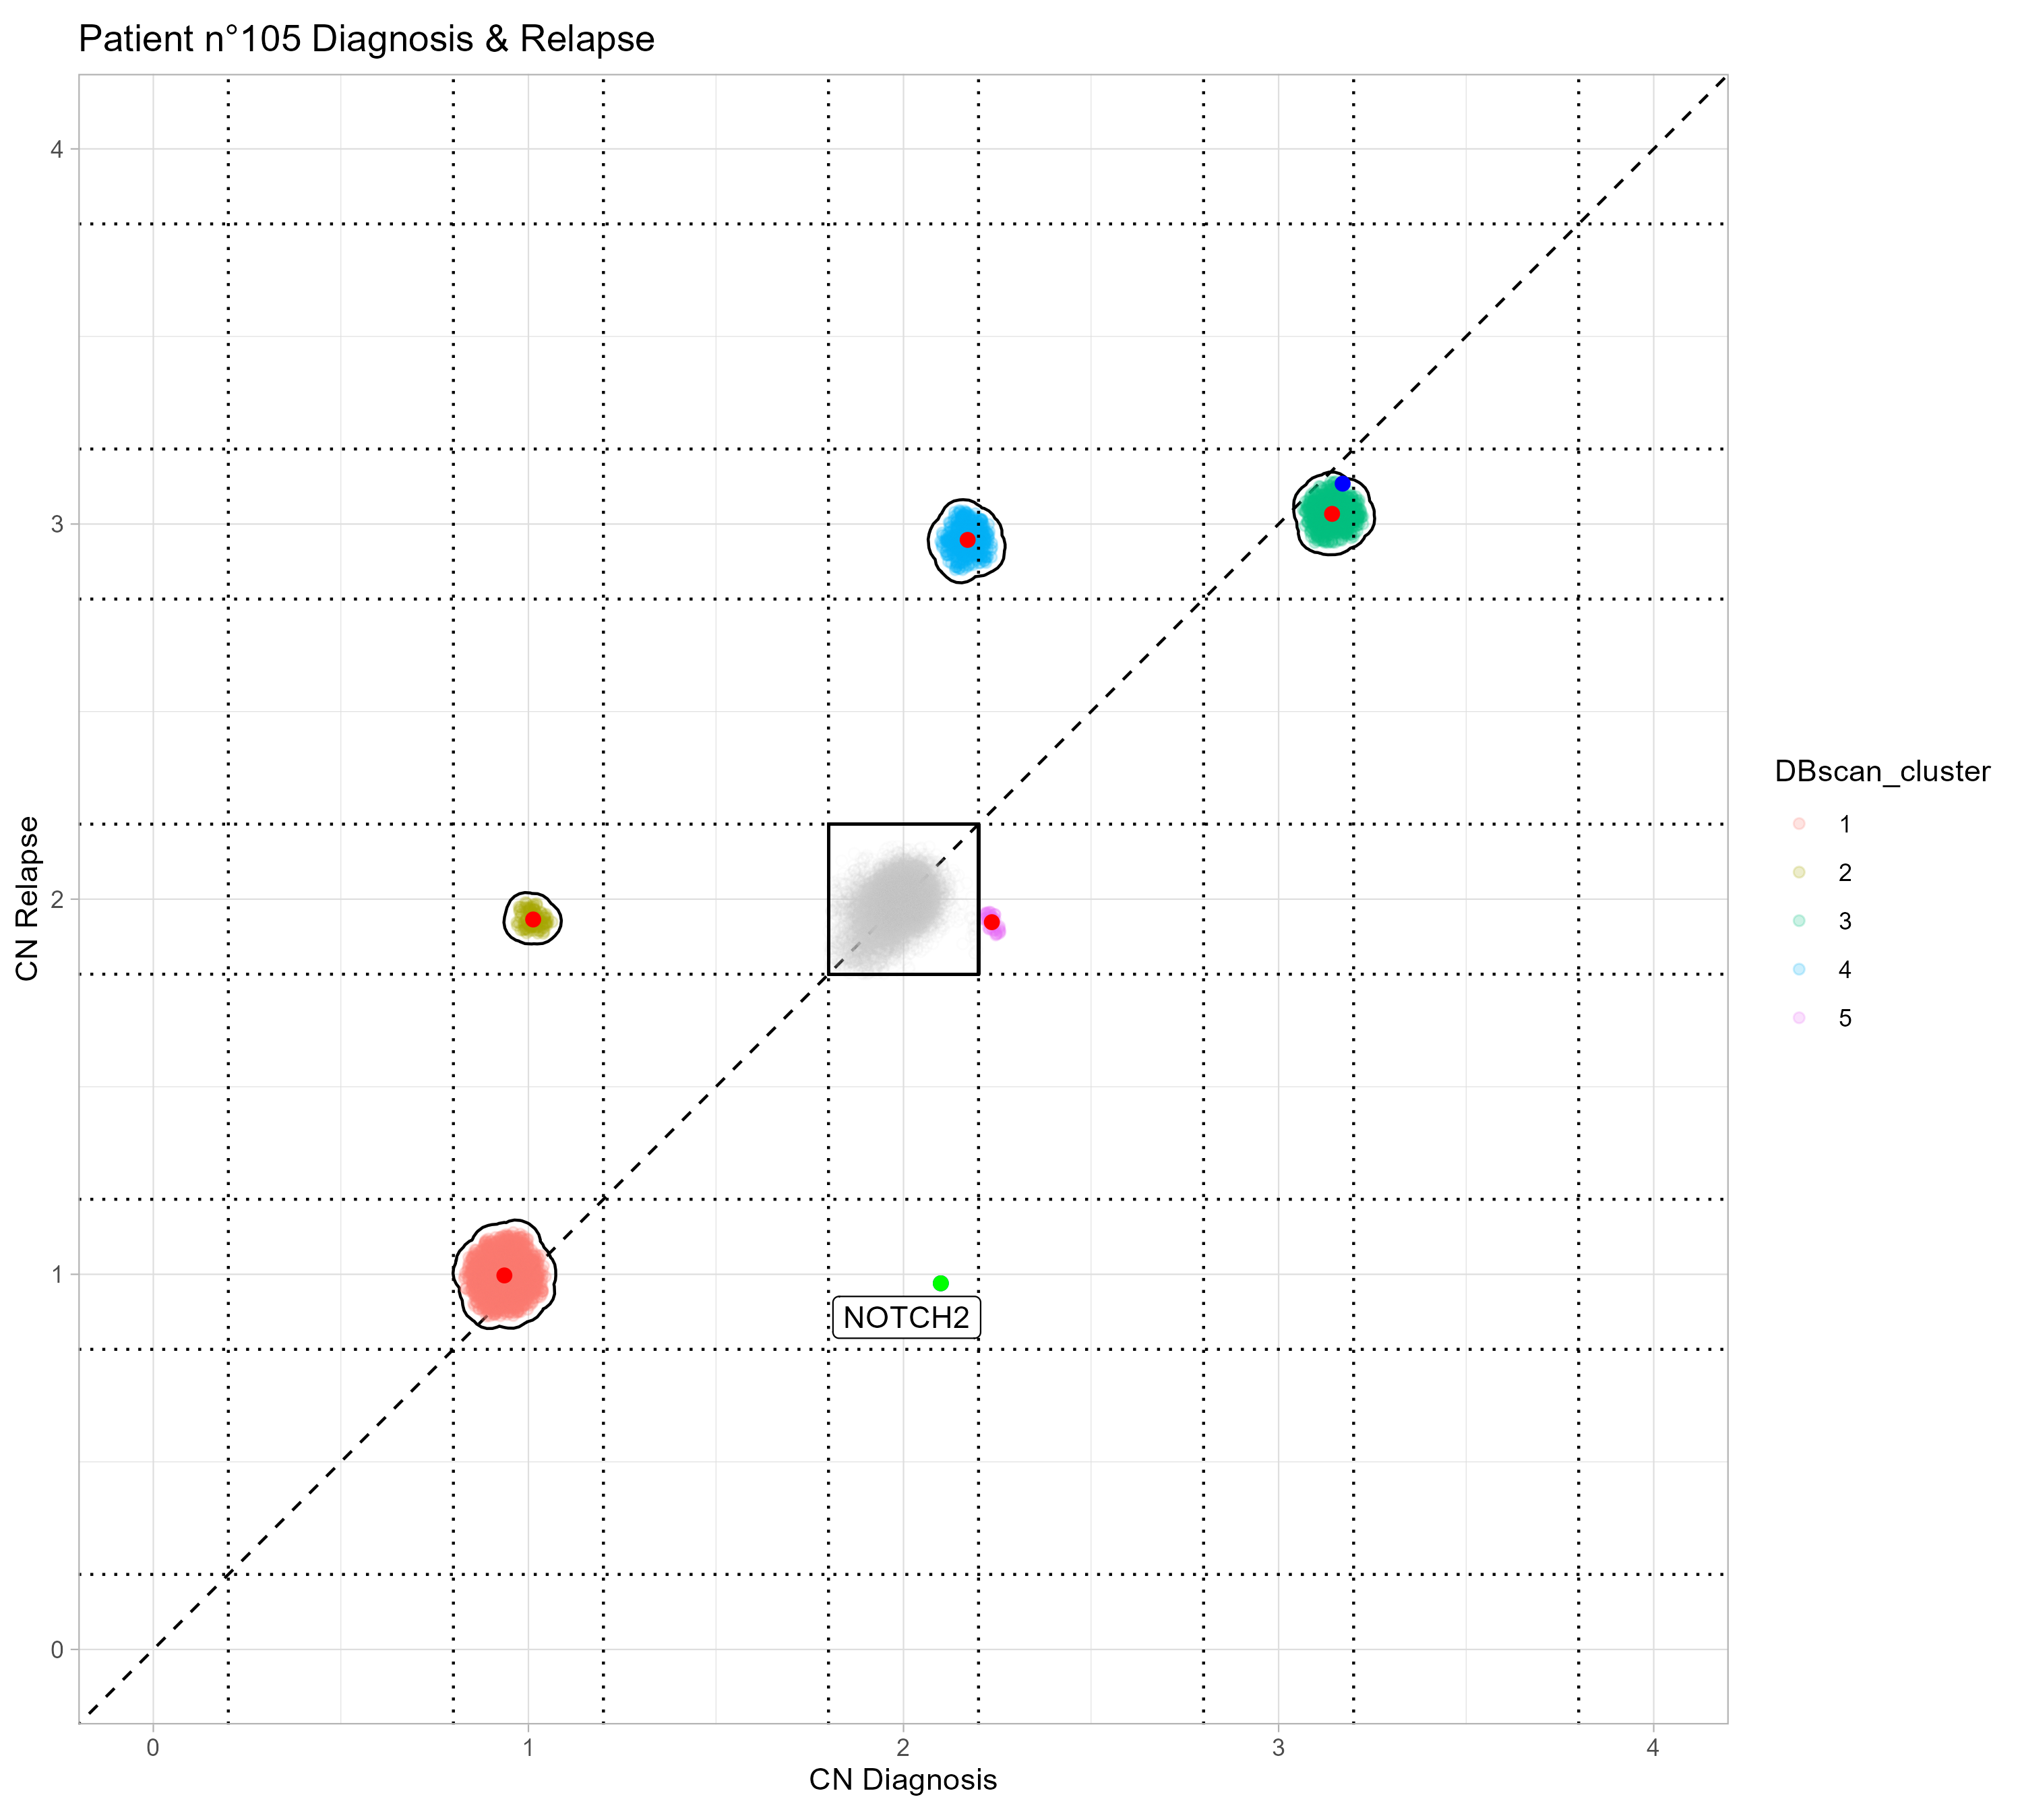 Patient n°105 Diagnosis & Relapse
4
3
2
1
0
CN Relapse
NOTCH2
0 1 2 3 4
CN Diagnosis
DBscan_cluster
1
2
3
4
5